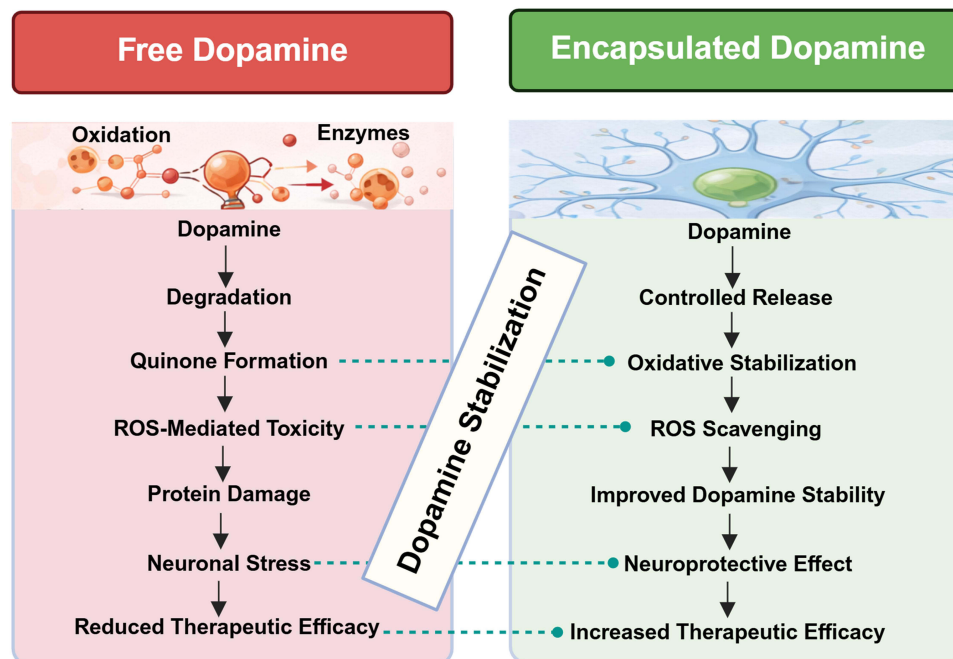 Free Dopamine
Encapsulated Dopamine
Oxidation
Enzymes
Dopamine
Degradation
Quinone Formation
ROS-Mediated Toxicity
Protein Damage
Neuronal Stress
Reduced Therapeutic Efficacy
Dopamine Stabilization
Dopamine
Controlled Release
Oxidative Stabilization
ROS Scavenging
Improved Dopamine Stability
Neuroprotective Effect
Increased Therapeutic Efficacy